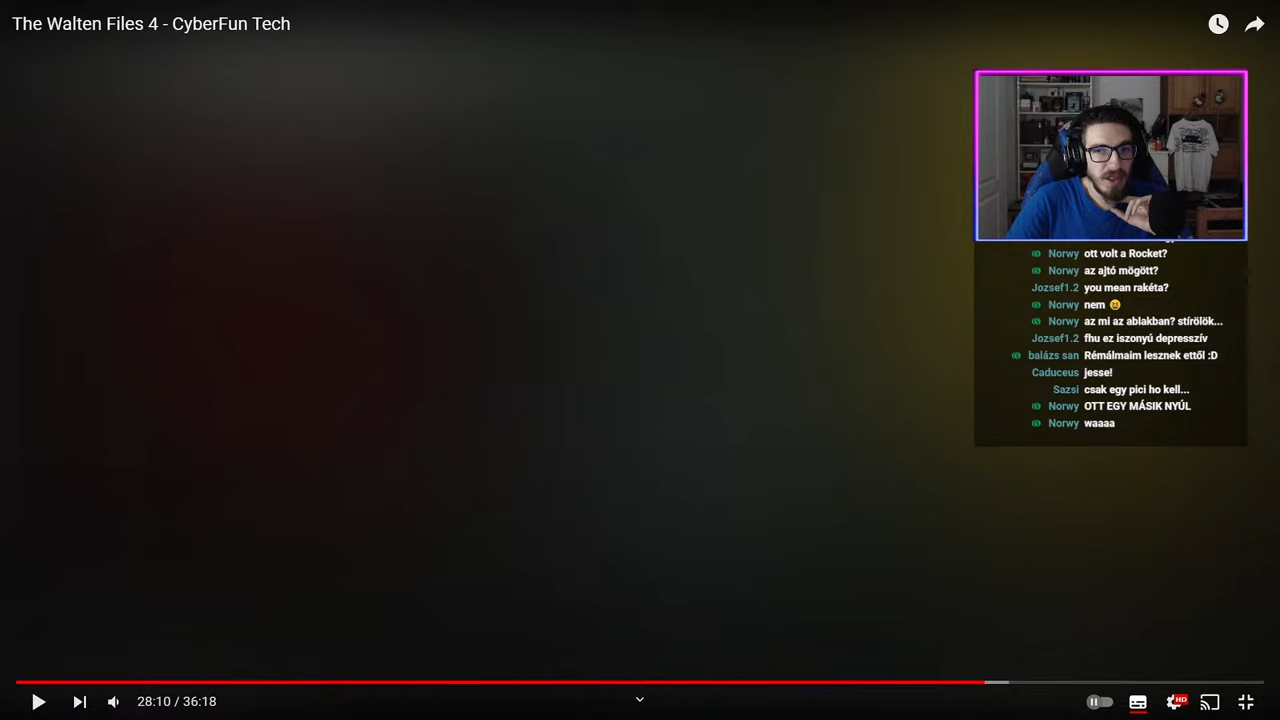 The Walten Files 4 - CyberFun Tech
Norwy ott volt a Rocket?
Norwy az ajtó mögött?
Jozsef1.2 you mean rakéta?
Norwy nem
Norwy az mi az ablakban? stírölök...
Jozsef1.2 fhu ez iszonyú depresszív
balázs san Rémálmaim lesznek ettől :D
Caduceus jesse!
Sazsi csak egy pici ho kell...
Norwy OTT EGY MÁSIK NYÚL
Norwy waaaa
28:10 / 36:18
HD